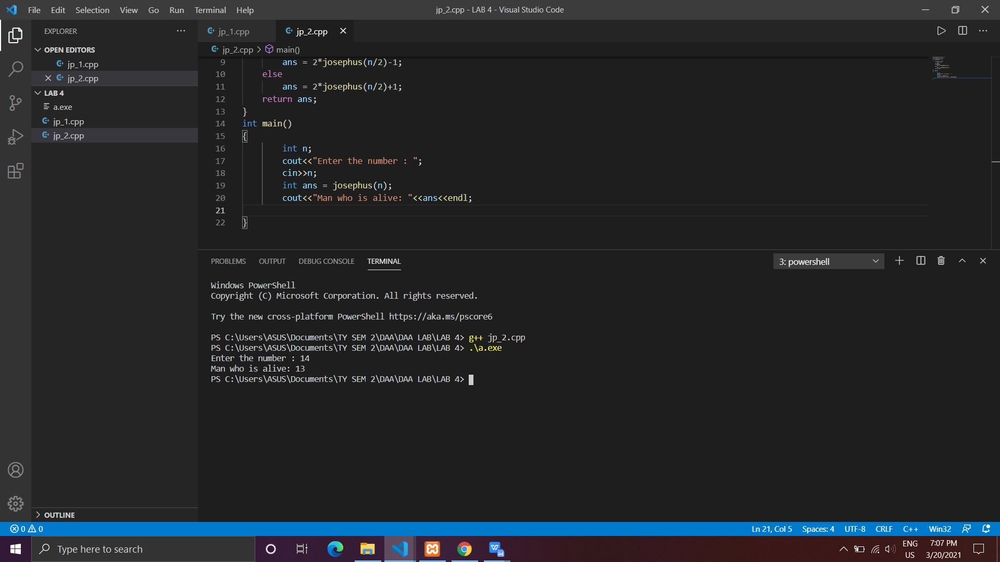 File Edit Selection View Go Run Terminal Help
jp_2.cpp - LAB 4 - Visual Studio Code
EXPLORER
OPEN EDITORS
jp_1.cpp
jp_2.cpp
LAB 4
a.exe
jp_1.cpp
jp_2.cpp
OUTLINE
jp_1.cpp
jp_2.cpp
jp_2.cpp > main()
9 ans = 2*josephus(n/2)-1;
10 else
11 ans = 2*josephus(n/2)+1;
12 return ans;
13 }
14 int main()
15 {
16 int n;
17 cout<<"Enter the number : ";
18 cin>>n;
19 int ans = josephus(n);
20 cout<<"Man who is alive: "<<ans<<endl;
21
22 }
PROBLEMS OUTPUT DEBUG CONSOLE TERMINAL
3: powershell
Windows PowerShell
Copyright (C) Microsoft Corporation. All rights reserved.
Try the new cross-platform PowerShell https://aka.ms/pscore6
PS C:\Users\ASUS\Documents\TY SEM 2\DAA\DAA LAB\LAB 4> g++ jp_2.cpp
PS C:\Users\ASUS\Documents\TY SEM 2\DAA\DAA LAB\LAB 4> .\a.exe
Enter the number : 14
Man who is alive: 13
PS C:\Users\ASUS\Documents\TY SEM 2\DAA\DAA LAB\LAB 4>
0 0
Ln 21, Col 5 Spaces: 4 UTF-8 CRLF C++ Win32
Type here to search
ENG
US
7:07 PM
3/20/2021